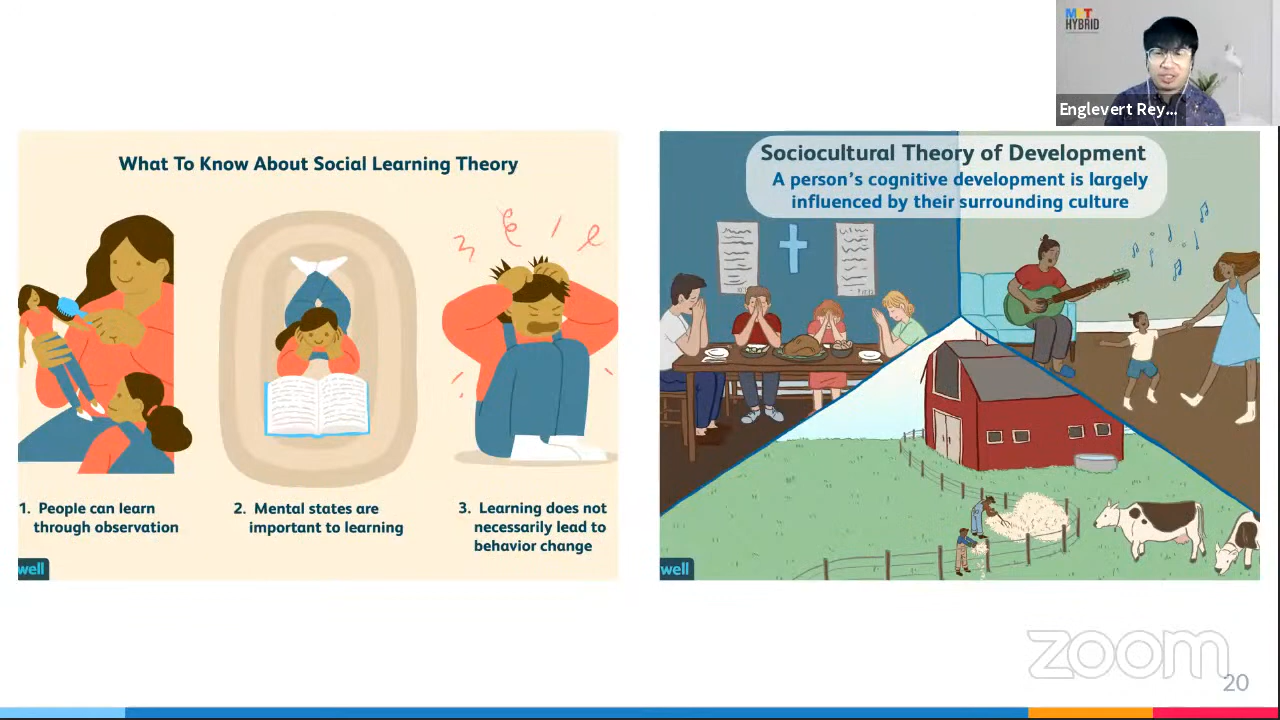 MIT
HYBRID
Englevert Rey...
What To Know About Social Learning Theory
1. People can learn
through observation
2. Mental states are
important to learning
3. Learning does not
necessarily lead to
behavior change
well
Sociocultural Theory of Development
A person's cognitive development is largely
influenced by their surrounding culture
well
zoom
20